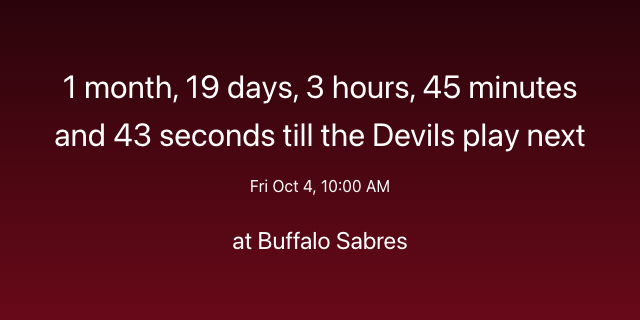 1 month, 19 days, 3 hours, 45 minutes
and 43 seconds till the Devils play next
Fri Oct 4, 10:00 AM
at Buffalo Sabres